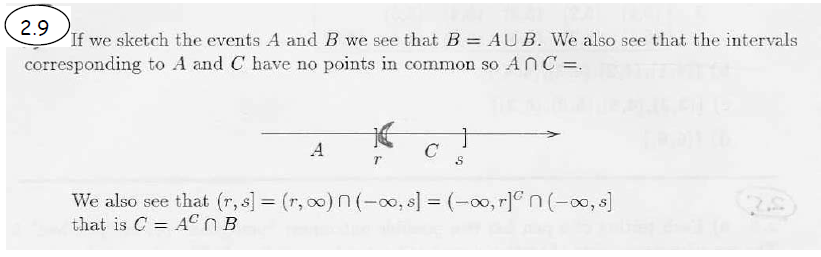 2.9
If we sketch the events A and B we see that B = A∪B. We also see that the intervals
corresponding to A and C have no points in common so A∩C =.
A r C s
We also see that (r, s] = (r, ∞)∩(−∞, s] = (−∞, r]ᶜ∩(−∞, s]
that is C = Aᶜ∩B